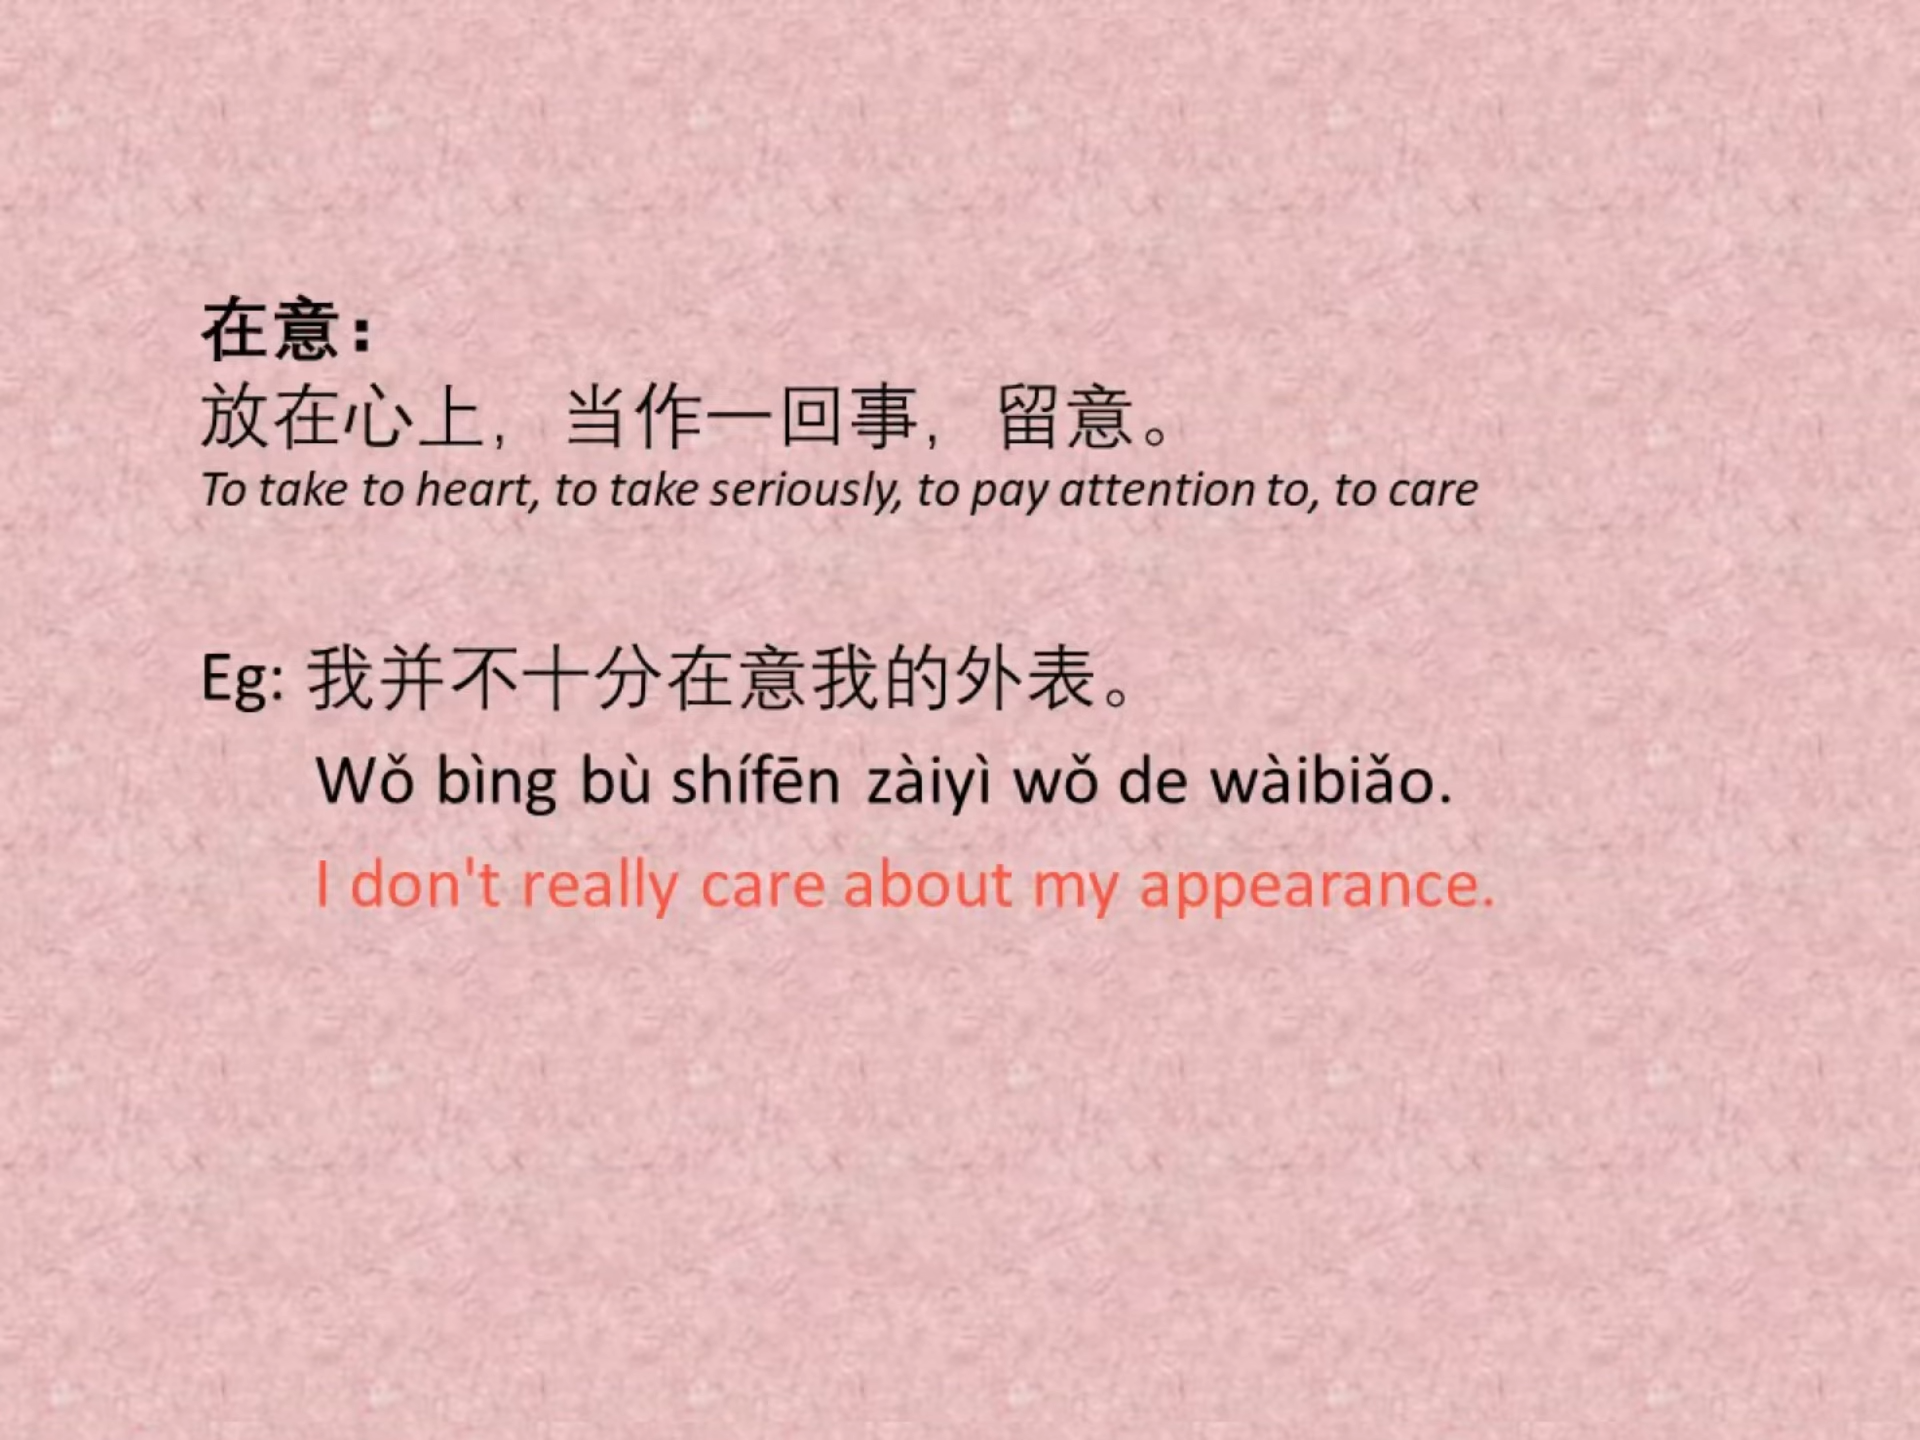 在意：
放在心上，当作一回事，留意。
To take to heart, to take seriously, to pay attention to, to care
Eg: 我并不十分在意我的外表。
Wǒ bìng bù shífēn zàiyì wǒ de wàibiǎo.
I don't really care about my appearance.